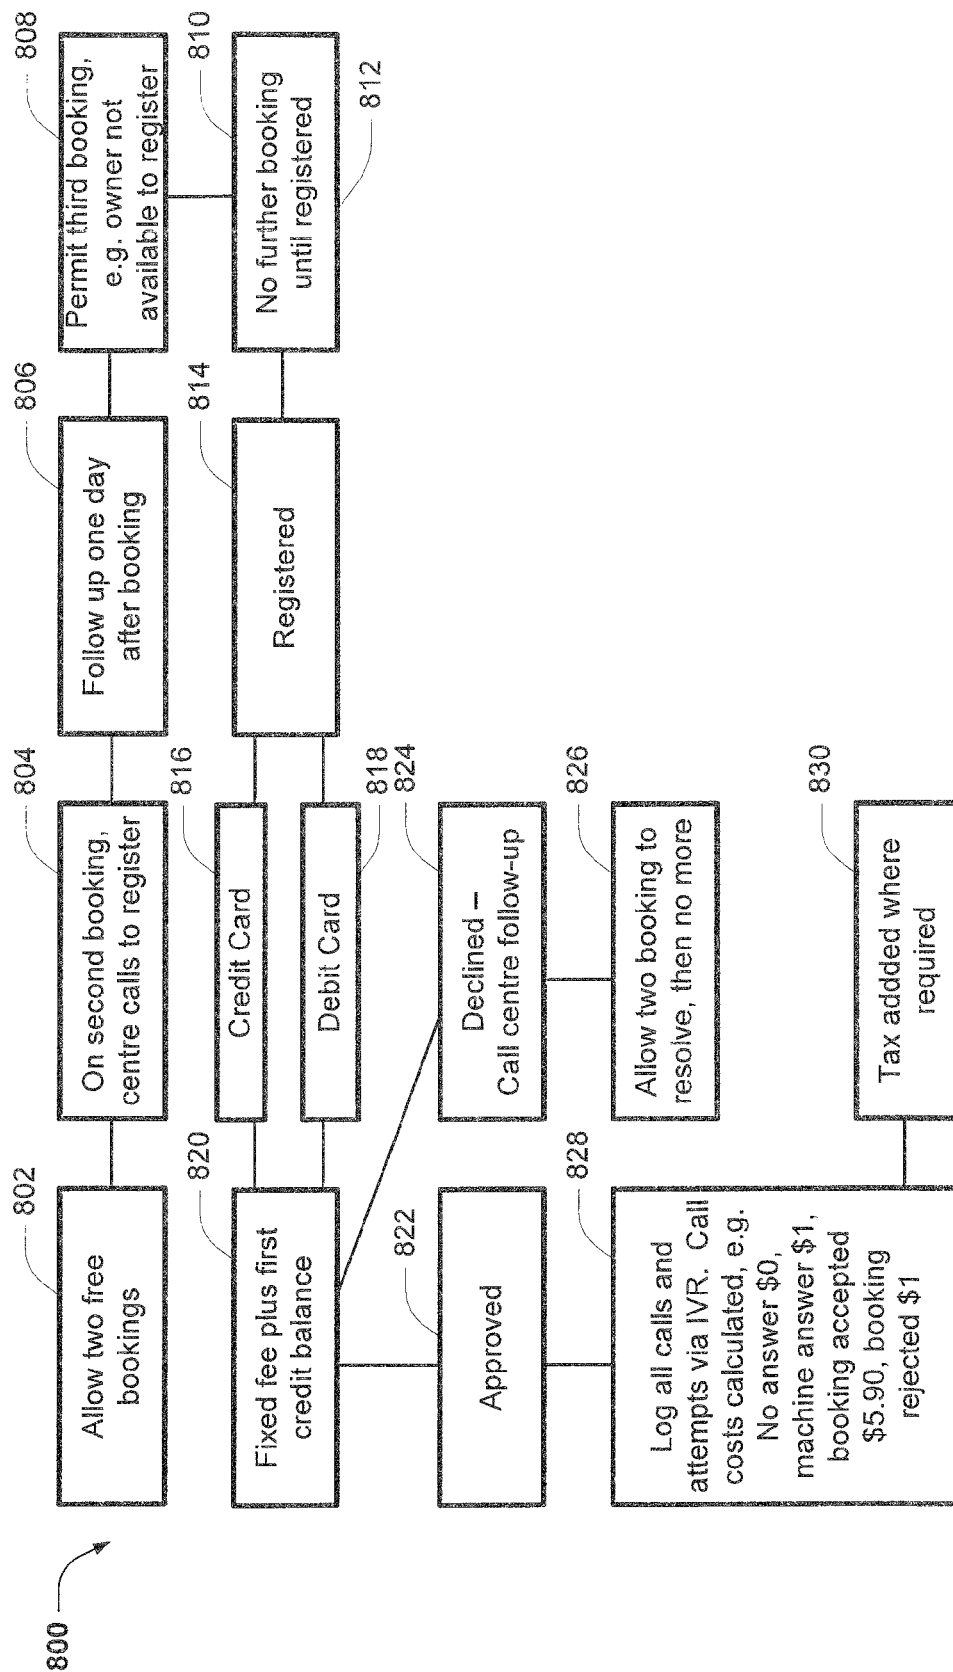 800
802
Allow two free
bookings
804
On second booking,
centre calls to register
806
Follow up one day
after booking
808
Permit third booking,
e.g. owner not
available to register
810
No further booking
until registered
812
814
Registered
816
Credit Card
818
Debit Card
820
Fixed fee plus first
credit balance
822
Approved
824
Declined –
Call centre follow-up
826
Allow two booking to
resolve, then no more
828
Log all calls and
attempts via IVR. Call
costs calculated, e.g.
No answer $0,
machine answer $1,
booking accepted
$5.90, booking
rejected $1
830
Tax addded where
required